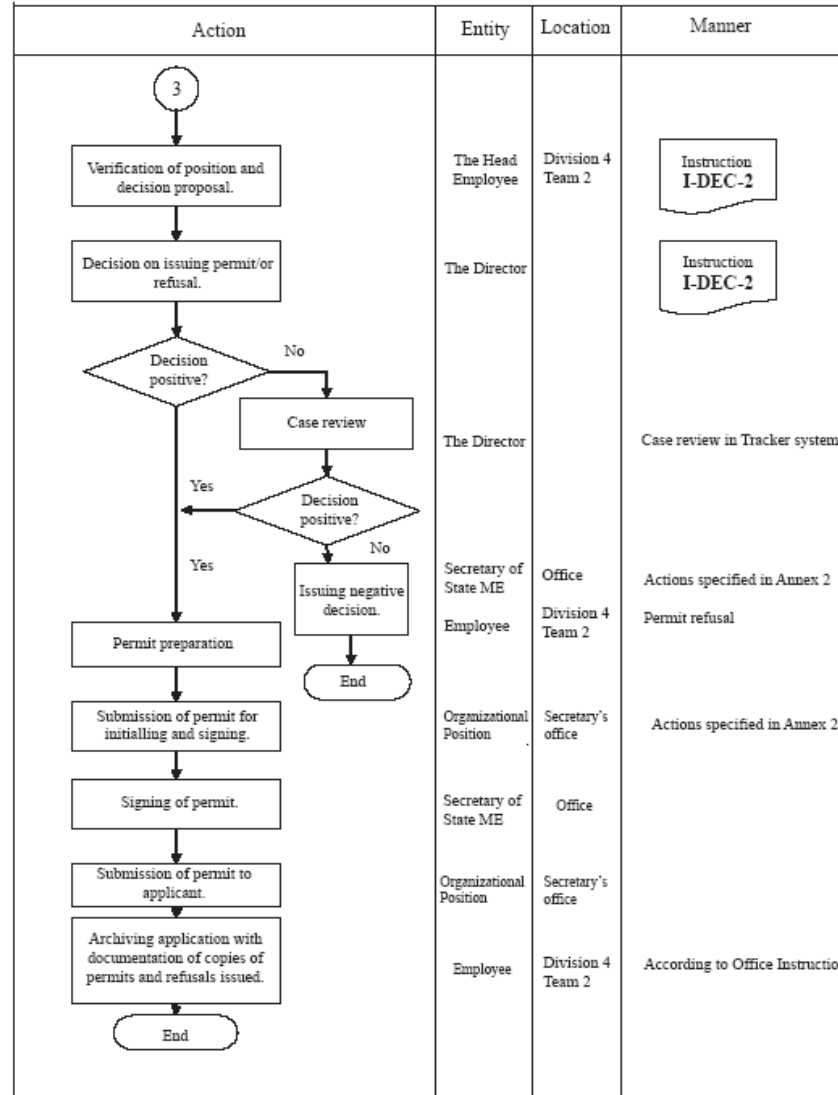 Action
Entity
Location
Manner
3
Verification of position and
decision proposal.
The Head
Employee
Division 4
Team 2
Instruction
I-DEC-2
Decision on issuing permit/or
refusal.
The Director
Instruction
I-DEC-2
Decision
positive?
No
Case review
The Director
Case review in Tracker system
Yes
Decision
positive?
No
Yes
Issuing negative
decision.
Secretary of
State ME
Office
Actions specified in Annex 2
Employee
Division 4
Team 2
Permit refusal
Permit preparation
End
Submission of permit for
initialling and signing.
Organizational
Position
Secretary's
office
Actions specified in Annex 2
Signing of permit.
Secretary of
State ME
Office
Submission of permit to
applicant.
Organizational
Position
Secretary's
office
Archiving application with
documentation of copies of
permits and refusals issued.
Employee
Division 4
Team 2
According to Office Instructio
End